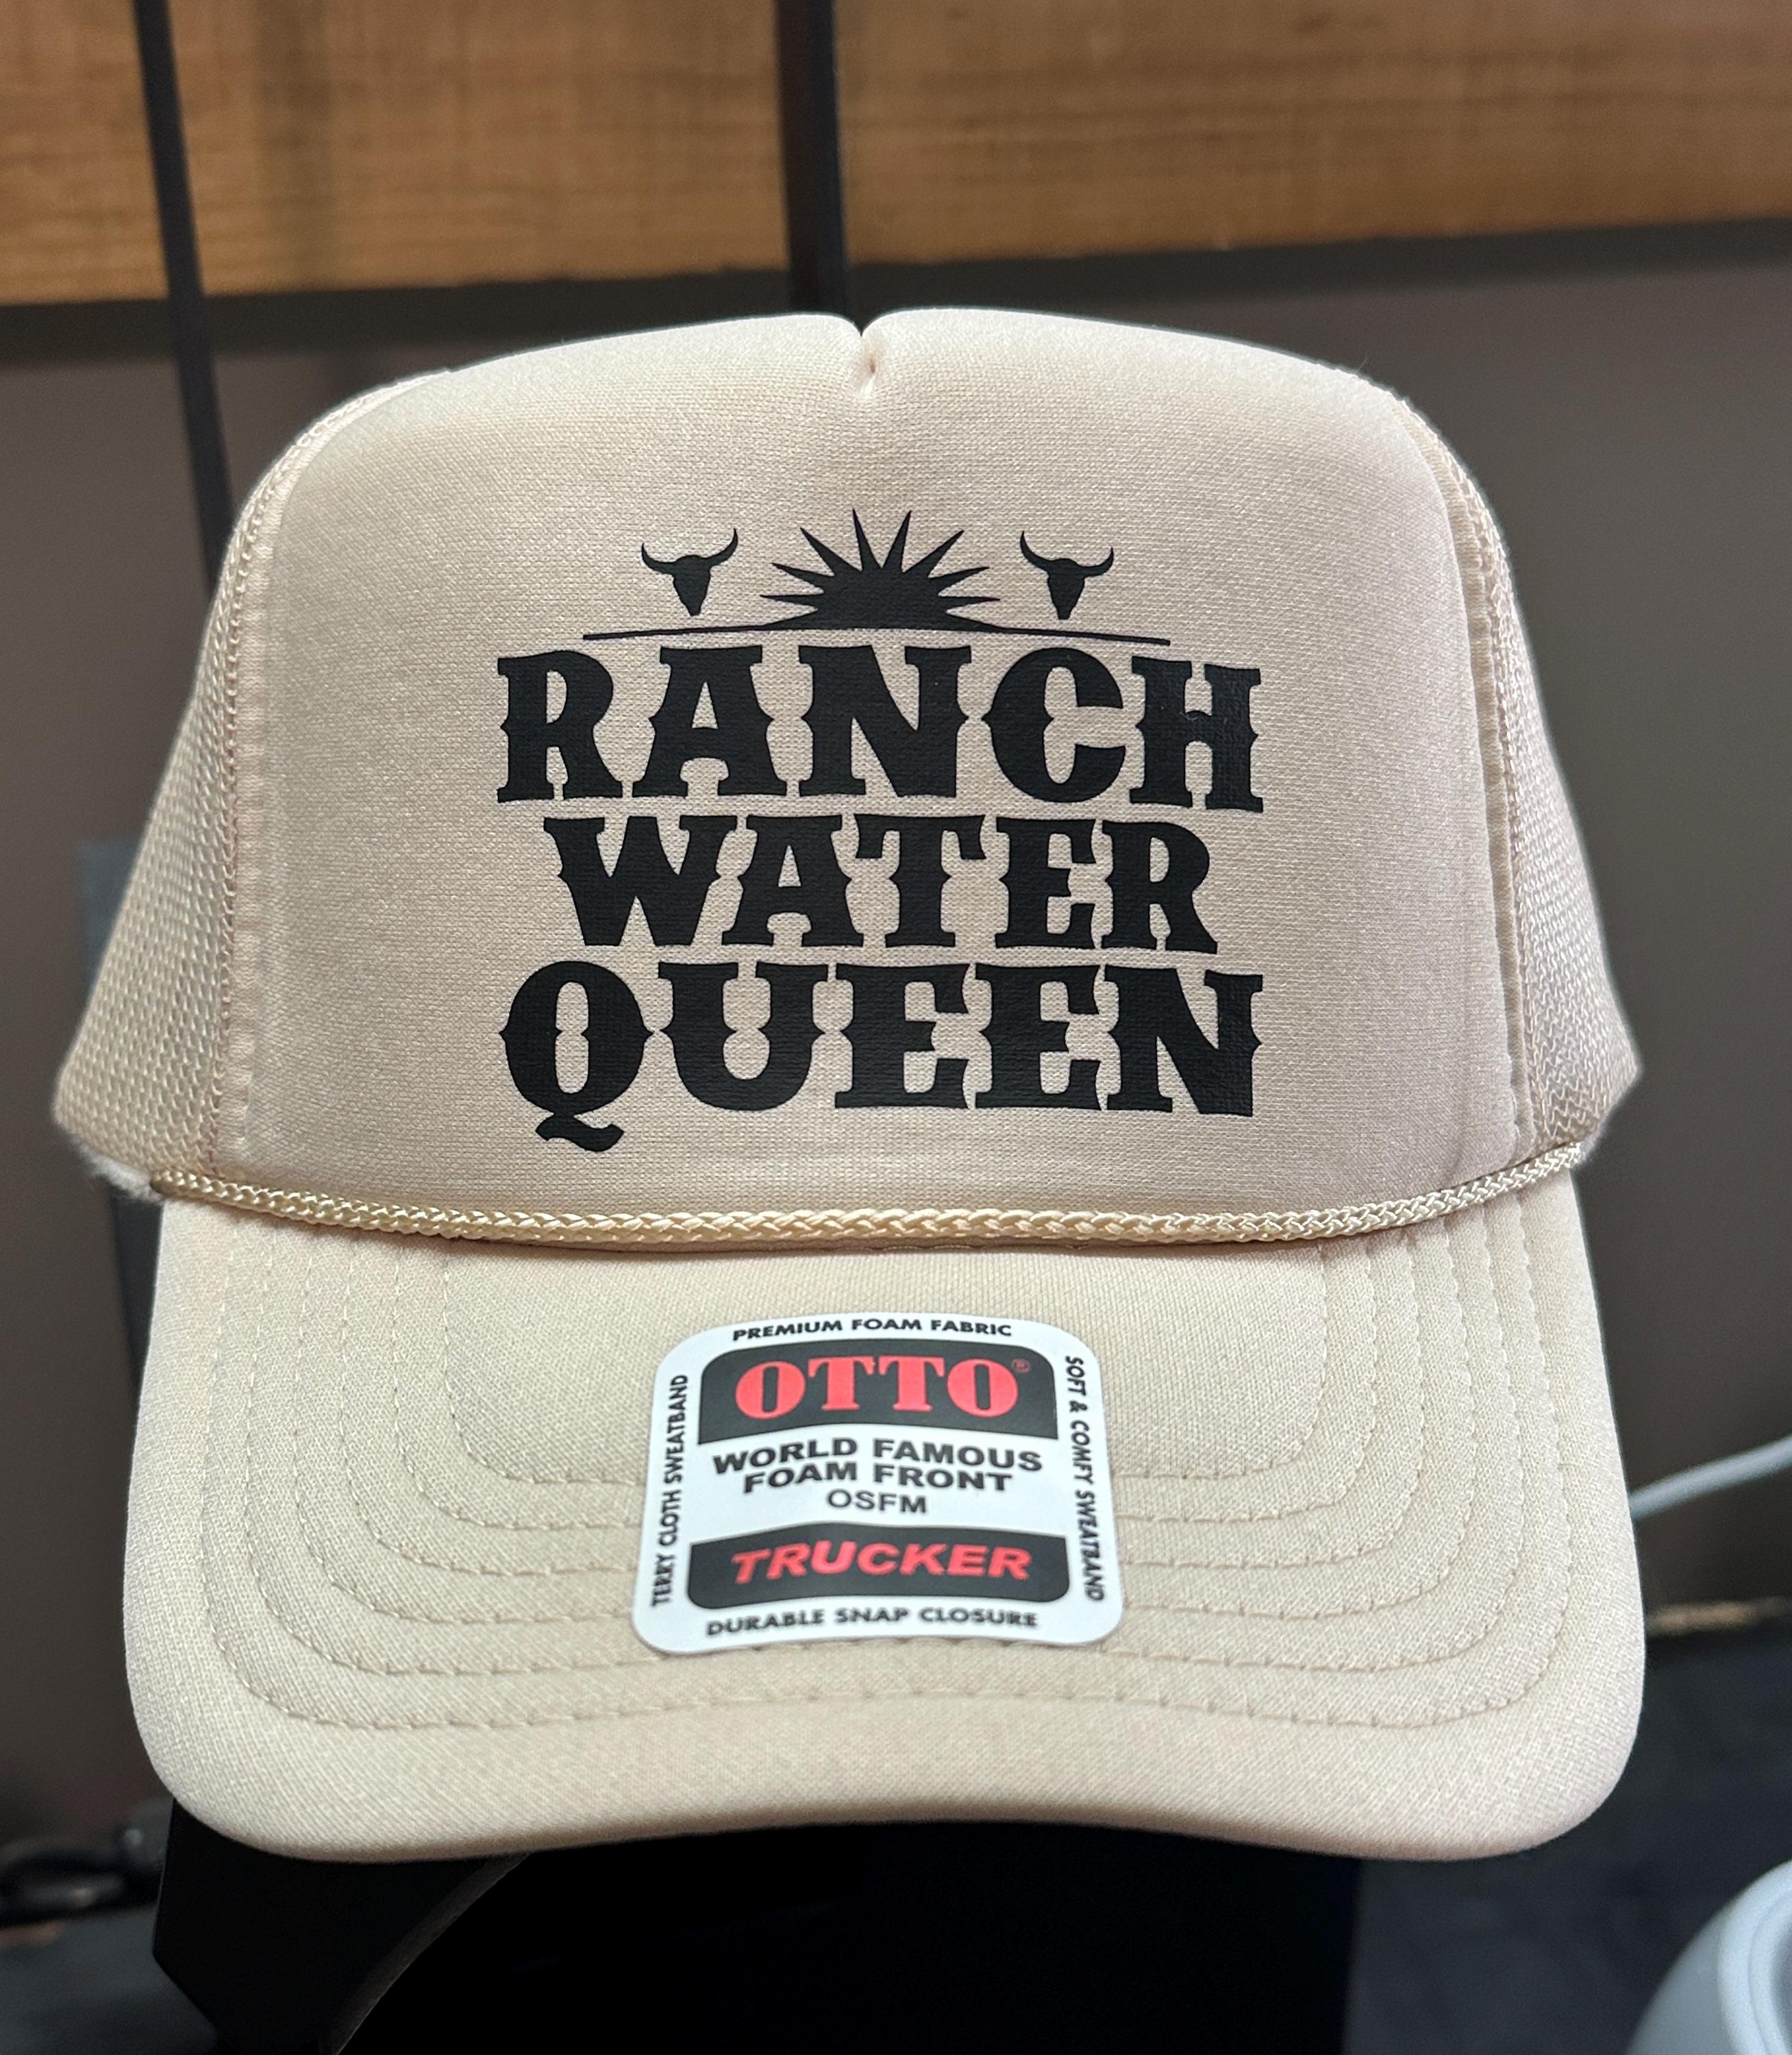 RANCH
WATER
QUEEN
PREMIUM FOAM FABRIC
OTTO®
WORLD FAMOUS
FOAM FRONT
OSFM
TRUCKER
DURABLE SNAP CLOSURE
TERRY CLOTH SWEATBAND
SOFT & COMFY SWEATBAND